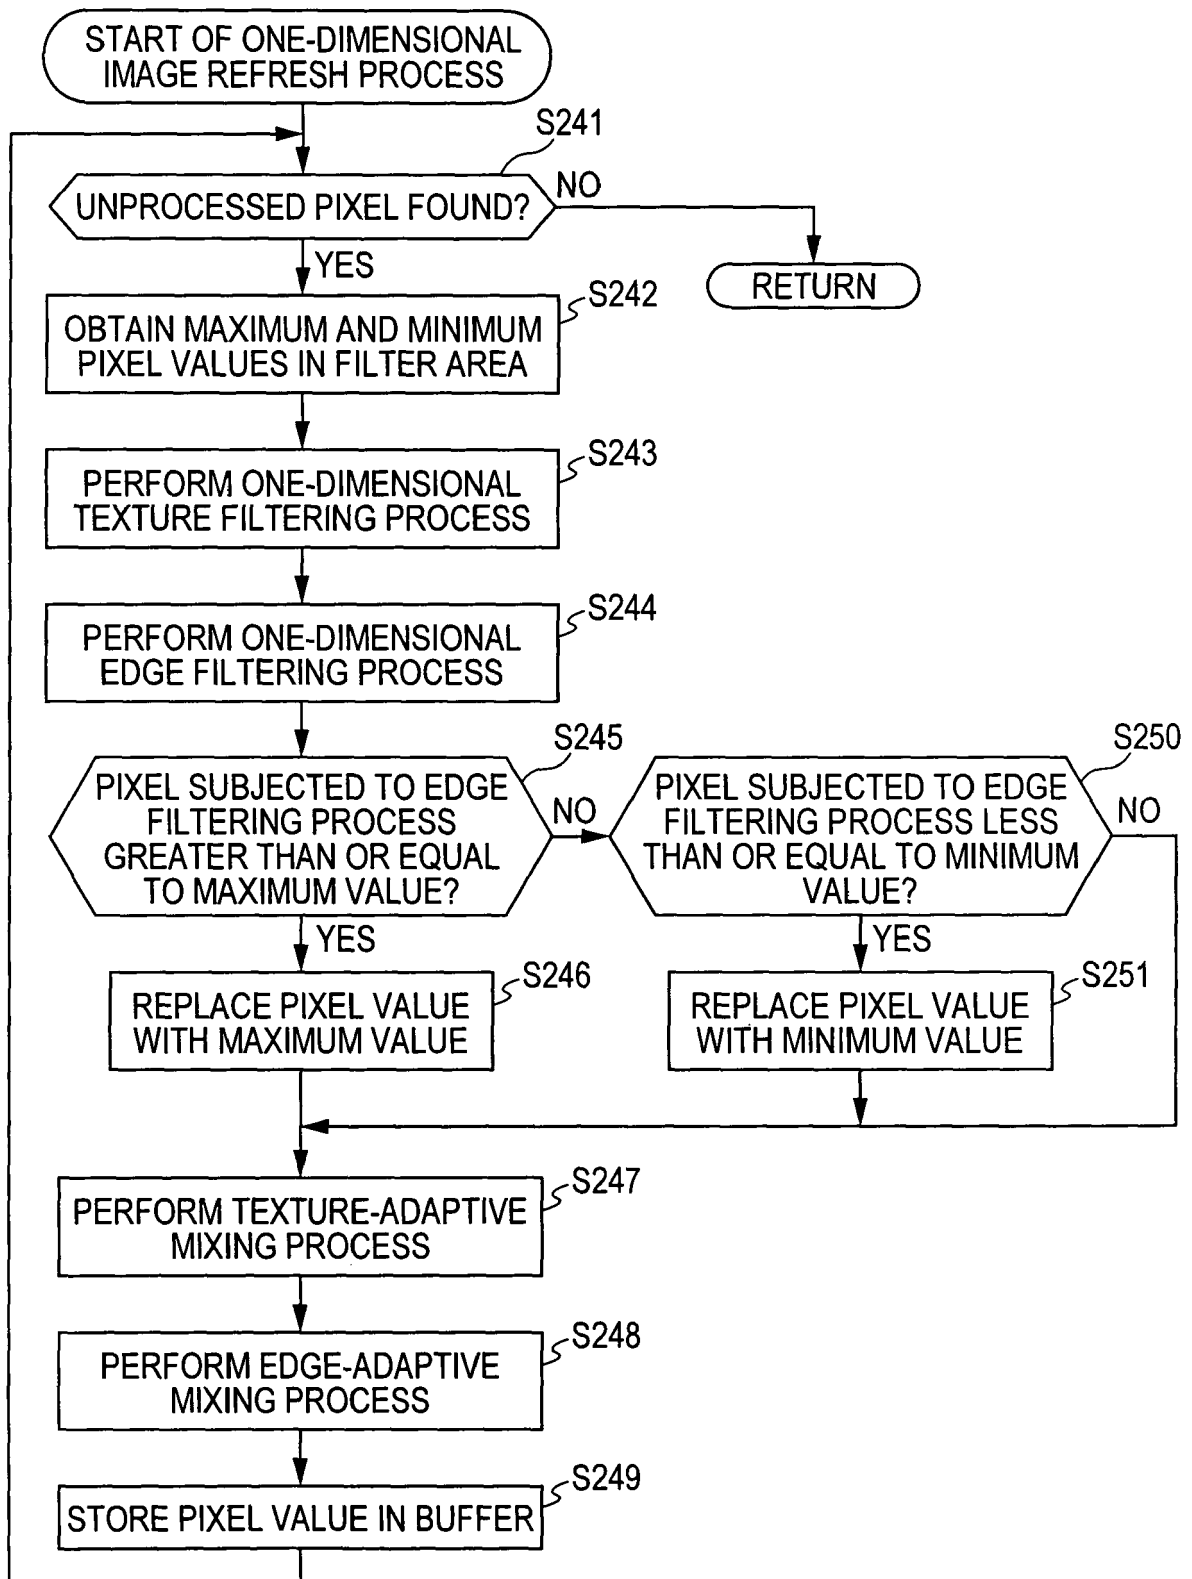 START OF ONE-DIMENSIONAL
IMAGE REFRESH PROCESS
S241
UNPROCESSED PIXEL FOUND?
NO
YES
RETURN
S242
OBTAIN MAXIMUM AND MINIMUM
PIXEL VALUES IN FILTER AREA
S243
PERFORM ONE-DIMENSIONAL
TEXTURE FILTERING PROCESS
S244
PERFORM ONE-DIMENSIONAL
EDGE FILTERING PROCESS
S245
PIXEL SUBJECTED TO EDGE
FILTERING PROCESS
GREATER THAN OR EQUAL
TO MAXIMUM VALUE?
NO
YES
S250
PIXEL SUBJECTED TO EDGE
FILTERING PROCESS LESS
THAN OR EQUAL TO MINIMUM
VALUE?
NO
YES
S246
REPLACE PIXEL VALUE
WITH MAXIMUM VALUE
S251
REPLACE PIXEL VALUE
WITH MINIMUM VALUE
S247
PERFORM TEXTURE-ADAPTIVE
MIXING PROCESS
S248
PERFORM EDGE-ADAPTIVE
MIXING PROCESS
S249
STORE PIXEL VALUE IN BUFFER